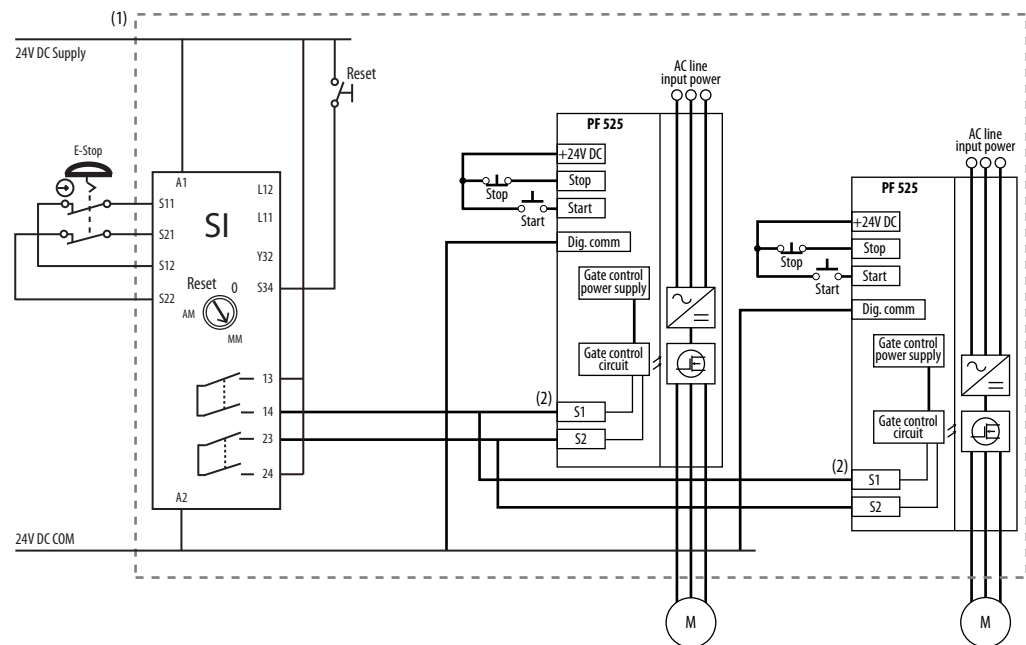 (1)
24V DC Supply
Reset
E-Stop
A1
S11
S21
S12
S22
SI
L12
L11
Y32
S34
Reset
0
AM
MM
13
14
23
24
A2
24V DC COM
AC line
input power
PF 525
+24V DC
Stop
Start
Stop
Start
Dig. comm
Gate control
power supply
Gate control
circuit
(2)
S1
S2
M
AC line
input power
PF 525
+24V DC
Stop
Start
Stop
Start
Dig. comm
Gate control
power supply
Gate control
circuit
(2)
S1
S2
M